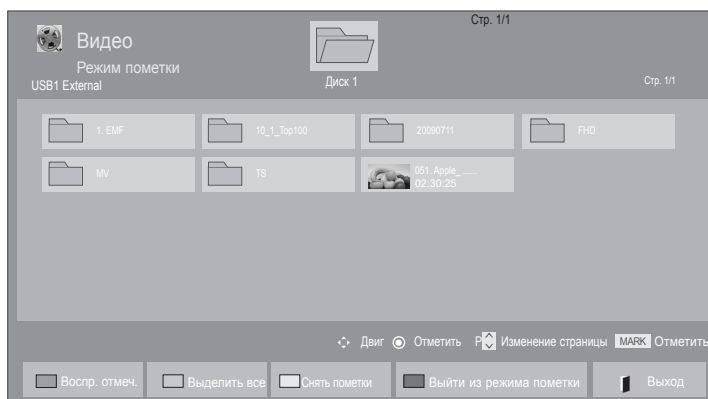 Стр. 1/1
Видео
Режим пометки
USB1 External
Диск 1
Стр. 1/1
1. EMF
10_1_Top100
20090711
FHD
MV
TS
051. Apple_ ......
02:30:25
Двиг Отметить P Изменение страницы MARK Отметить
Воспр. отмеч. Выделить все Снять пометки Выйти из режима пометки Выход